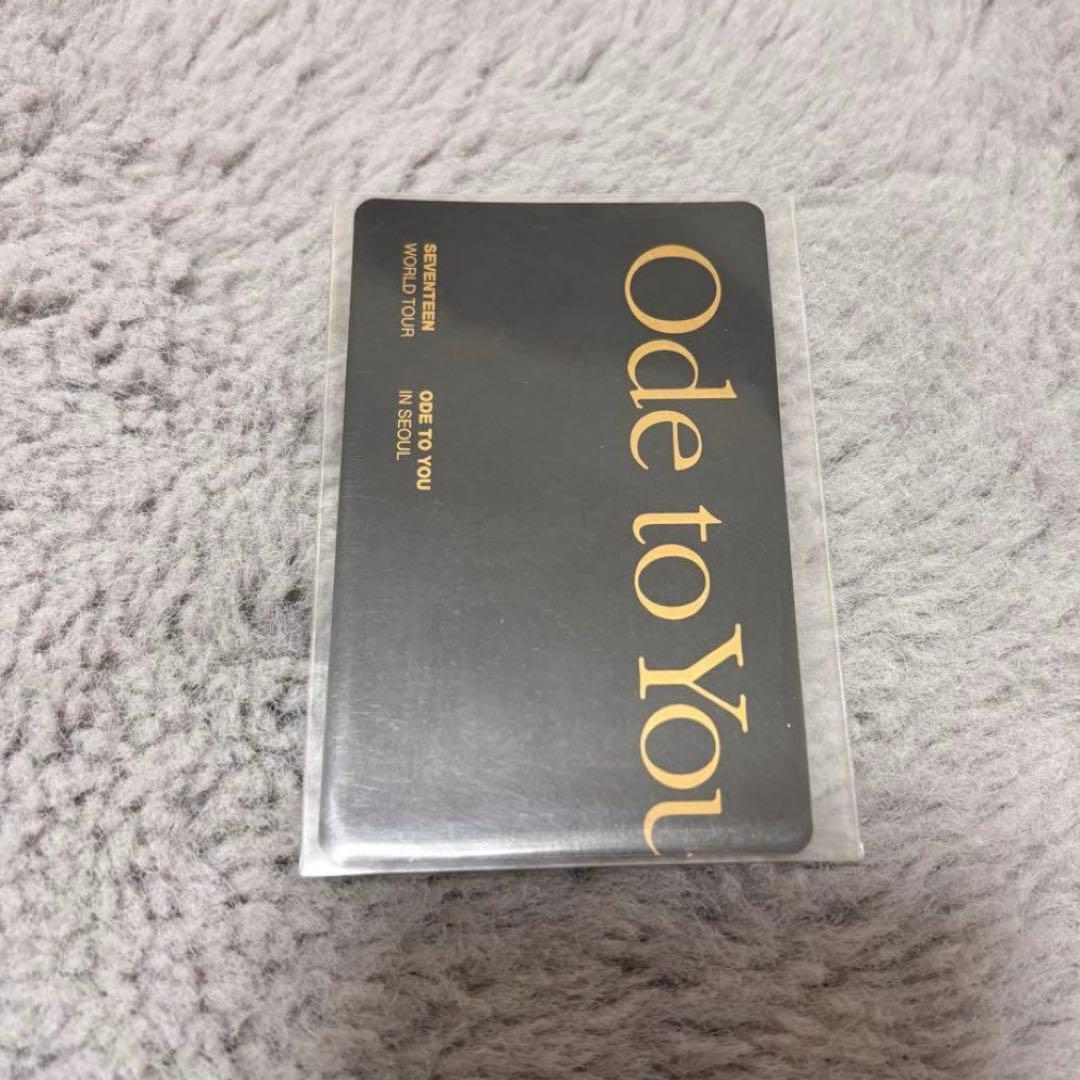 Ode to You
SEVENTEEN
WORLD TOUR
ODE TO YOU
IN SEOUL